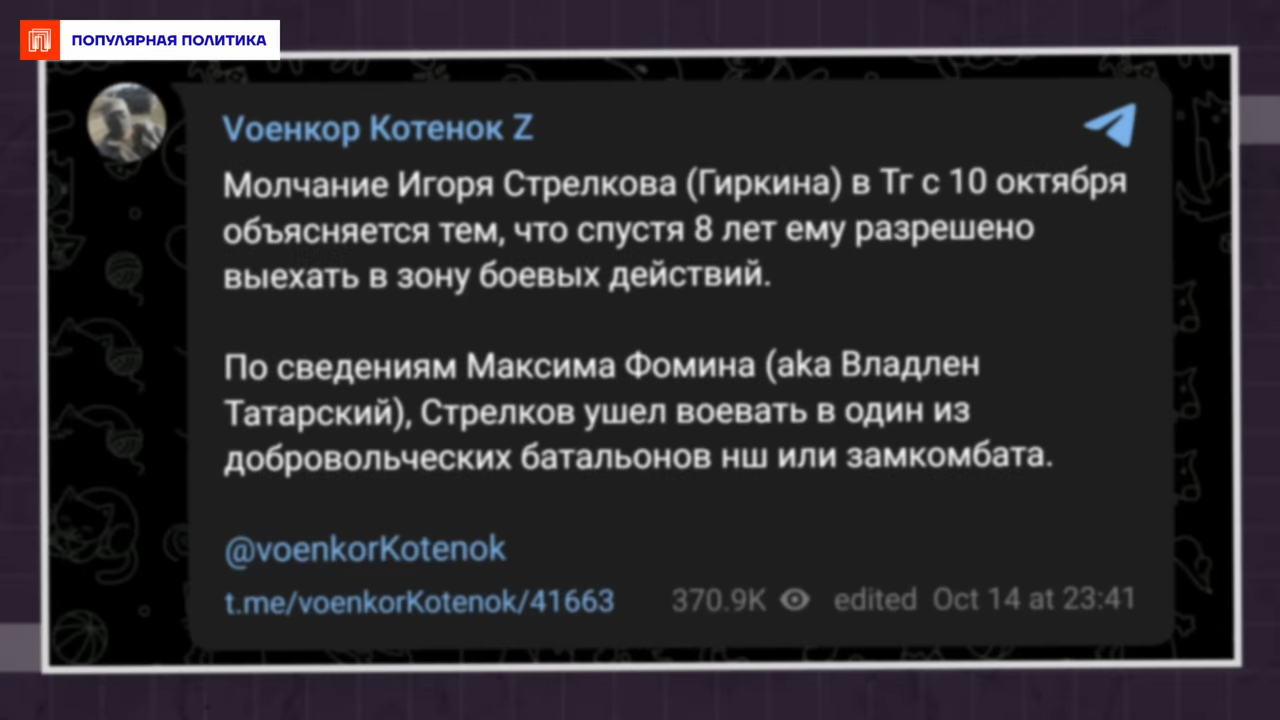 ПОПУЛЯРНАЯ ПОЛИТИКА
Vоенкор Котенок Z
Молчание Игоря Стрелкова (Гиркина) в Тг с 10 октября
объясняется тем, что спустя 8 лет ему разрешено
выехать в зону боевых действий.
По сведениям Максима Фомина (aka Владлен
Татарский), Стрелков ушел воевать в один из
добровольческих батальонов нш или замкомбата.
@voenkorKotenok
t.me/voenkorKotenok/41663 370.9K edited Oct 14 at 23:41